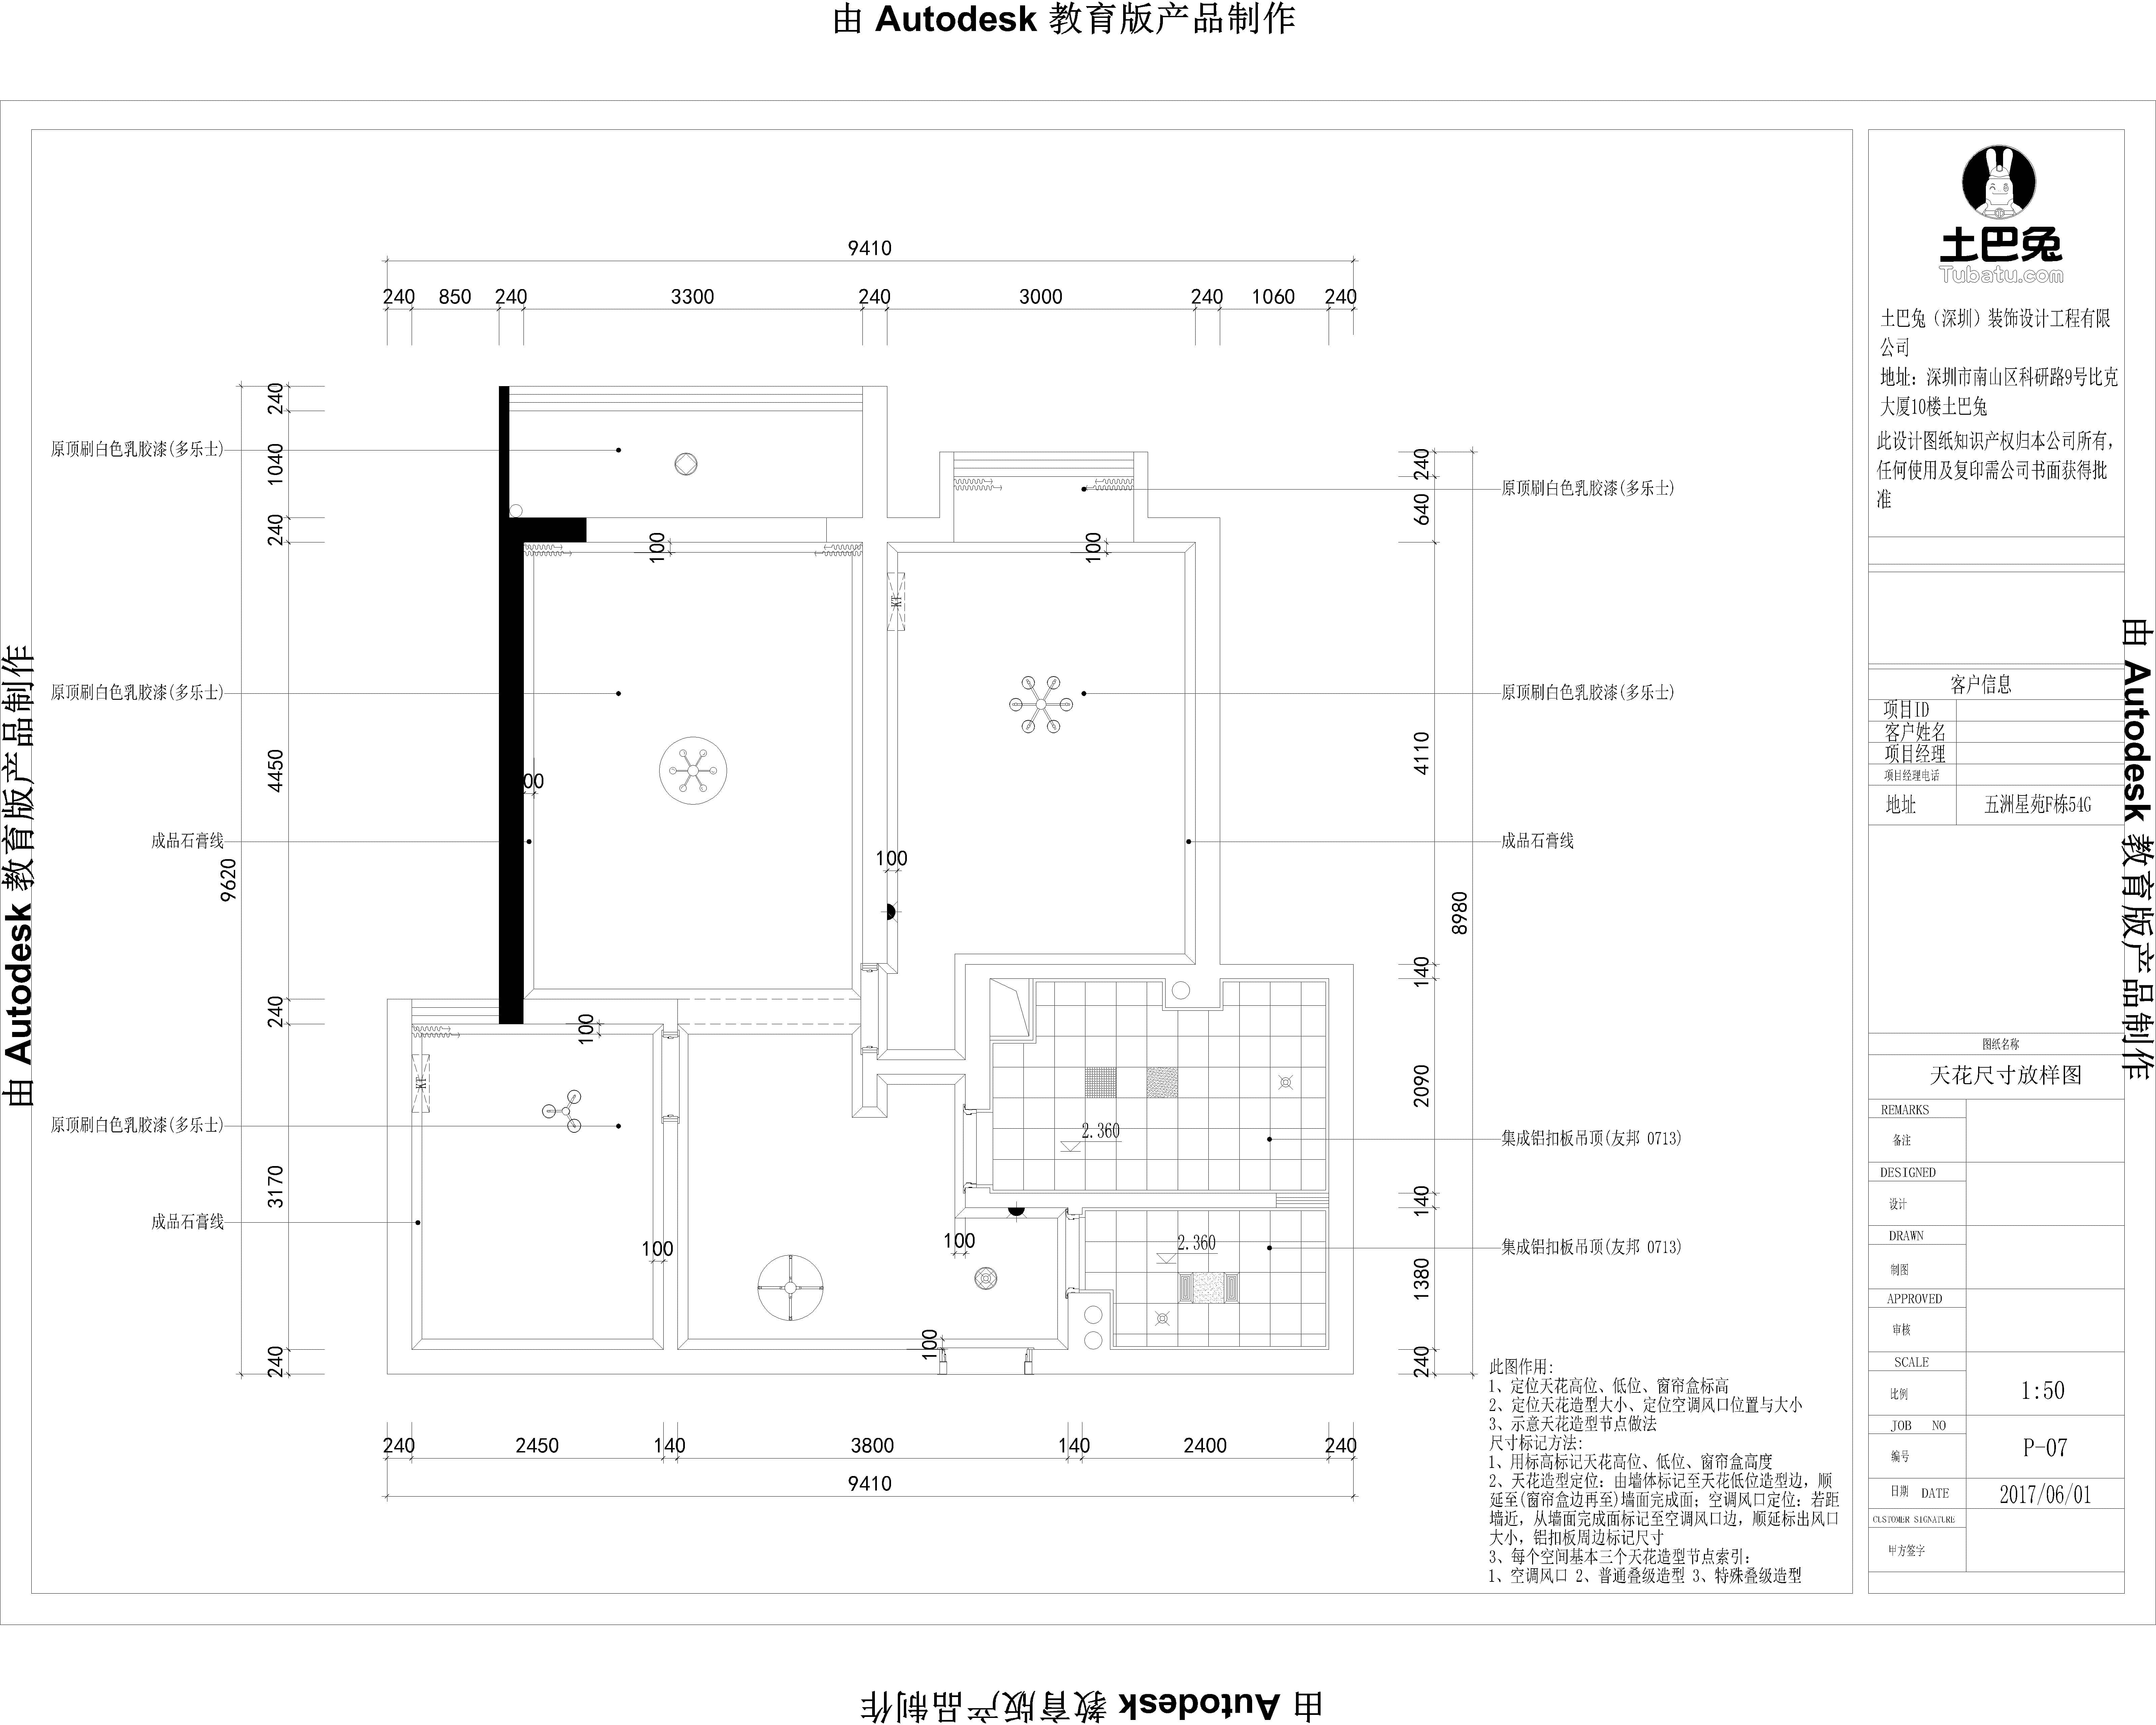 由 Autodesk 教育版产品制作
9410
240 850 240 3300 240 3000 240 1060 240
240
1040
240
4450
9620
240
3170
240
原顶刷白色乳胶漆(多乐士)
原顶刷白色乳胶漆(多乐士)
成品石膏线
原顶刷白色乳胶漆(多乐士)
成品石膏线
100
100
KT
00
100
100
KT
100
100
100
2.360
2.360
240
640
4110
8980
140
2090
140
1380
240
原顶刷白色乳胶漆(多乐士)
原顶刷白色乳胶漆(多乐士)
成品石膏线
集成铝扣板吊顶(友邦 0713)
集成铝扣板吊顶(友邦 0713)
240 2450 140 3800 140 2400 240
9410
此图作用:
1、定位天花高位、低位、窗帘盒标高
2、定位天花造型大小、定位空调风口位置与大小
3、示意天花造型节点做法
尺寸标记方法:
1、用标高标记天花高位、低位、窗帘盒高度
2、天花造型定位: 由墙体标记至天花低位造型边, 顺
延至(窗帘盒边再至)墙面完成面; 空调风口定位: 若距
墙近, 从墙面完成面标记至空调风口边, 顺延标出风口
大小, 铝扣板周边标记尺寸
3、每个空间基本三个天花造型节点索引:
1、空调风口 2、普通叠级造型 3、特殊叠级造型
土巴兔
Tubatu.com
土巴兔（深圳）装饰设计工程有限
公司
地址：深圳市南山区科研路9号比克
大厦10楼土巴兔
此设计图纸知识产权归本公司所有，
任何使用及复印需公司书面获得批
准
客户信息
项目ID
客户姓名
项目经理
项目经理电话
地址 五洲星苑F栋54G
图纸名称
天花尺寸放样图
REMARKS
备注
DESIGNED
设计
DRAWN
制图
APPROVED
审核
SCALE
比例 1:50
JOB NO
编号 P-07
日期 DATE 2017/06/01
CUSTOMER SIGNATURE
甲方签字
由 Autodesk 教育版产品制作
由 Autodesk 教育版产品制作
由 Autodesk 教育版产品制作